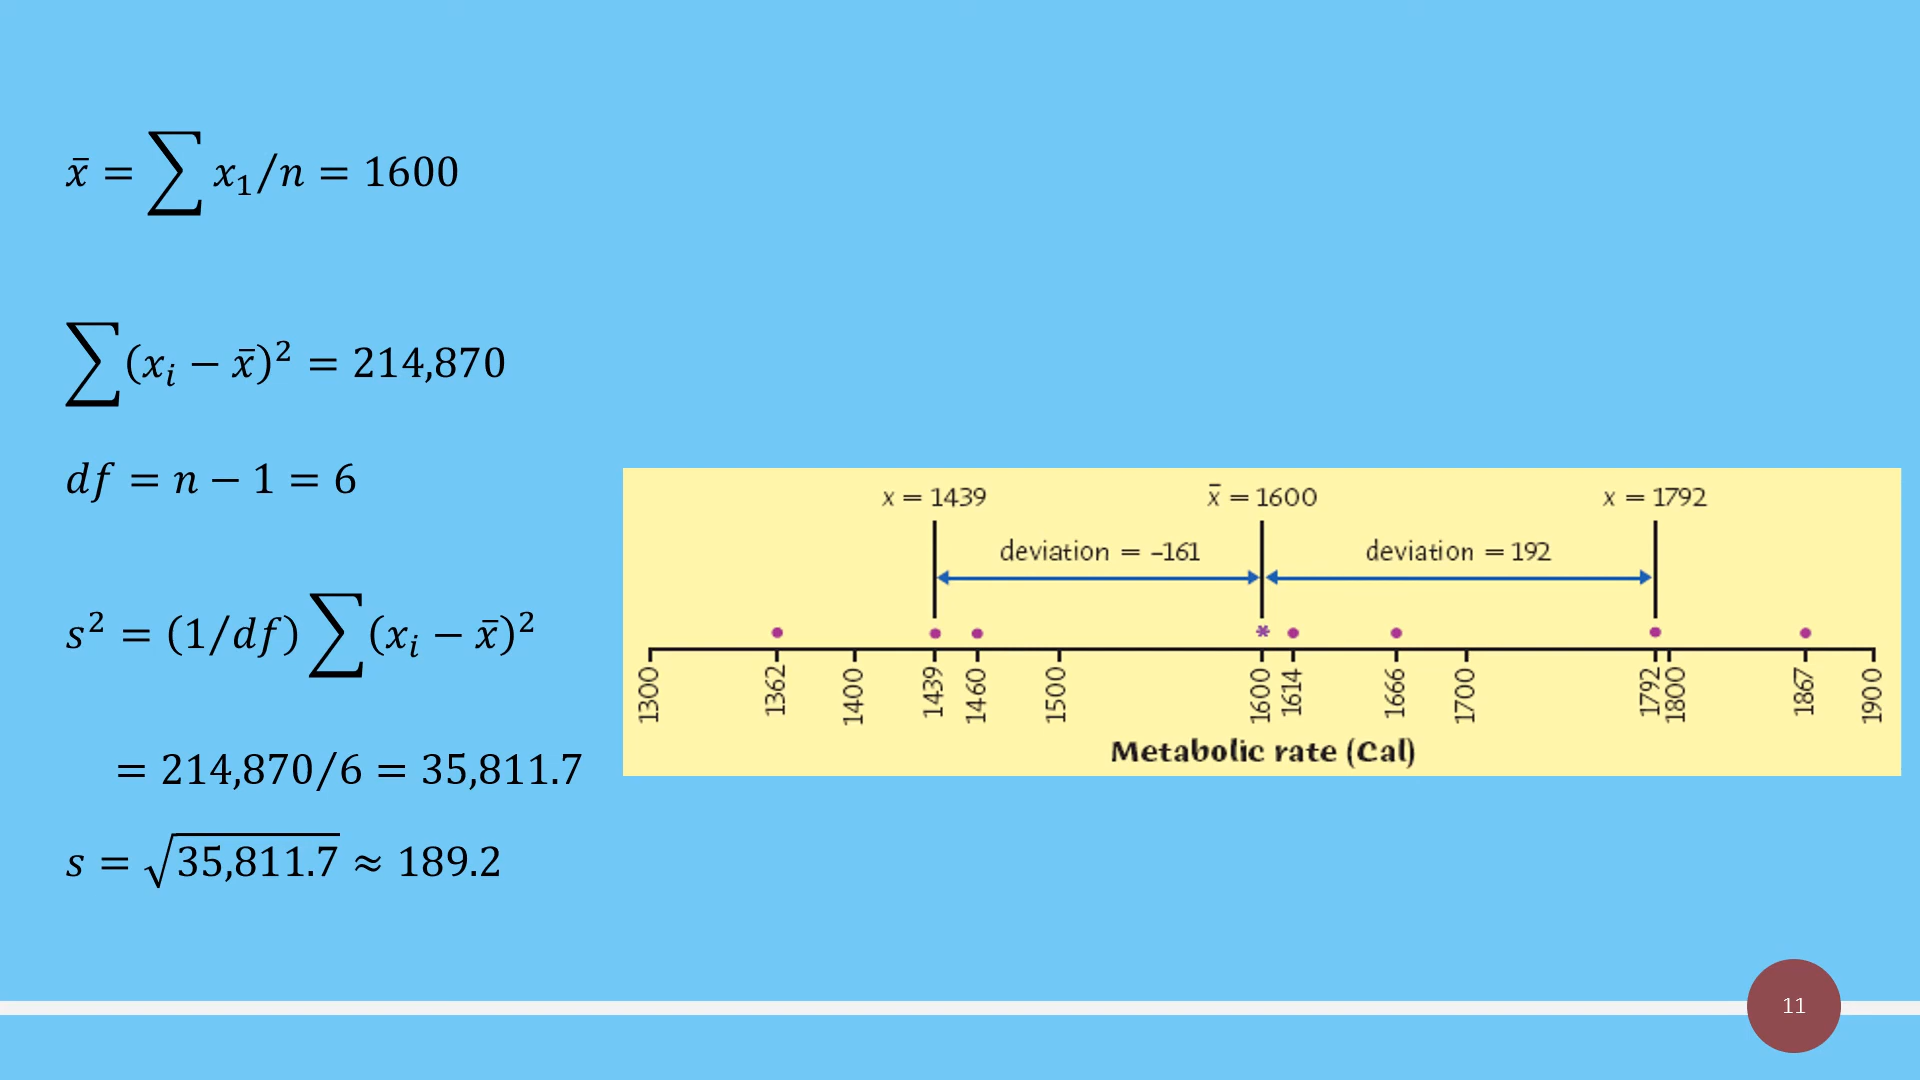 x̄ = ∑ x₁/n = 1600
∑(xᵢ − x̄)² = 214,870
df = n − 1 = 6
s² = (1/df) ∑(xᵢ − x̄)²
= 214,870/6 = 35,811.7
s = √35,811.7 ≈ 189.2
x = 1439 x̄ = 1600 x = 1792
deviation = –161 deviation = 192
*
1300 1362 1400 1439 1460 1500 1600 1614 1666 1700 1792 1800 1867 1900
Metabolic rate (Cal)
11